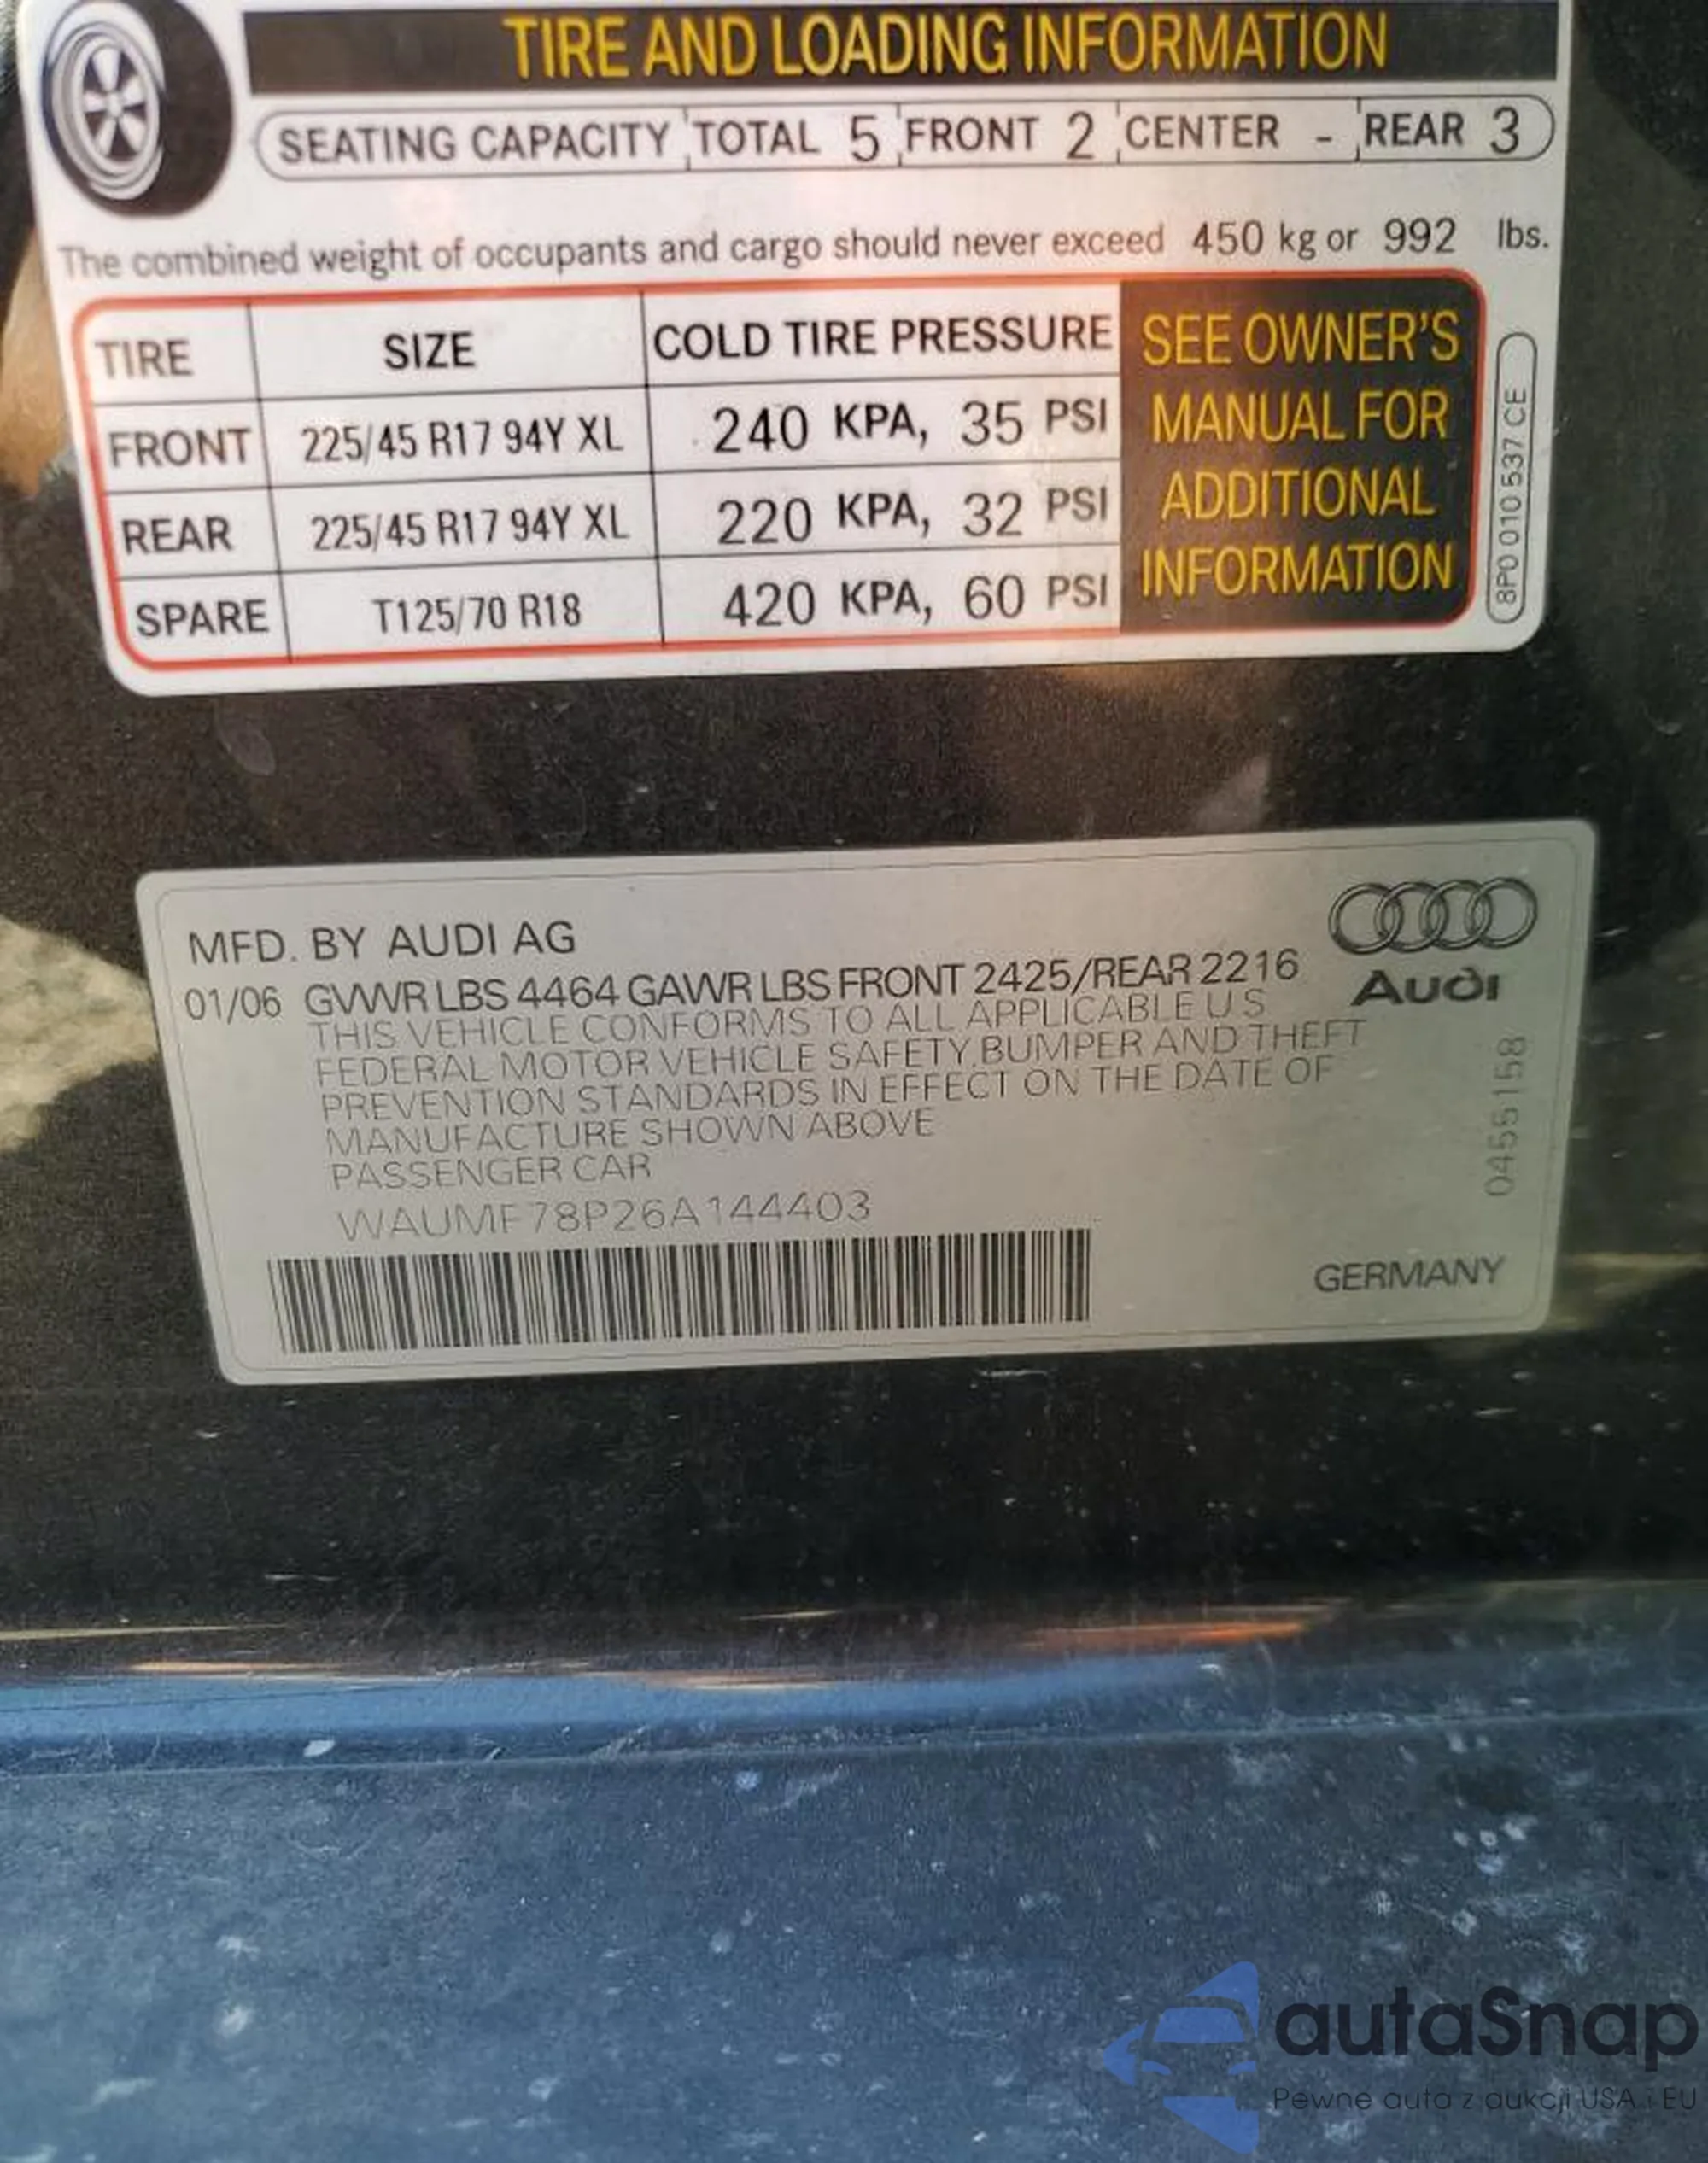 TIRE AND LOADING INFORMATION
SEATING CAPACITY TOTAL 5 FRONT 2 CENTER - REAR 3
The combined weight of occupants and cargo should never exceed 450 kg or 992 lbs.
TIRE SIZE COLD TIRE PRESSURE
FRONT 225/45 R17 94Y XL 240 KPA, 35 PSI
REAR 225/45 R17 94Y XL 220 KPA, 32 PSI
SPARE T125/70 R18 420 KPA, 60 PSI
SEE OWNER'S
MANUAL FOR
ADDITIONAL
INFORMATION
8P0 010 537 CE
MFD. BY AUDI AG
01/06 GVWR LBS 4464 GAWR LBS FRONT 2425/REAR 2216
THIS VEHICLE CONFORMS TO ALL APPLICABLE U S
FEDERAL MOTOR VEHICLE SAFETY, BUMPER AND THEFT
PREVENTION STANDARDS IN EFFECT ON THE DATE OF
MANUFACTURE SHOWN ABOVE
PASSENGER CAR
WAUMF78P26A144403
Audi
0455158
GERMANY
autaSnap
Pewne auta z aukcji USA i EU